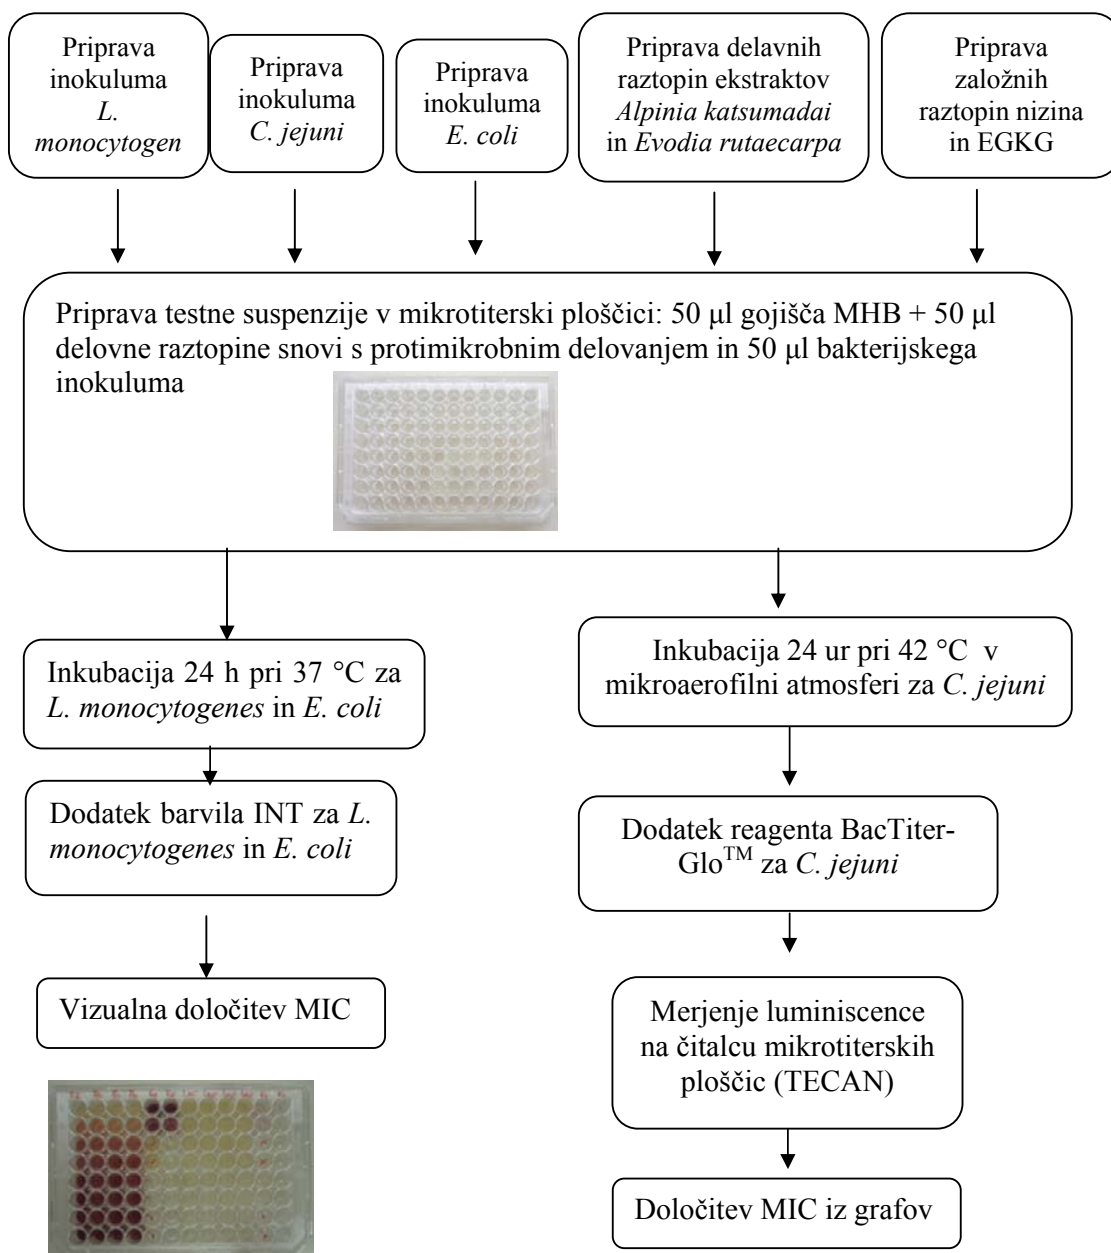 Priprava
inokuluma
L.
monocytogen
Priprava
inokuluma
C. jejuni
Priprava
inokuluma
E. coli
Priprava delavnih
raztopin ekstraktov
Alpinia katsumadai
in Evodia rutaecarpa
Priprava
založnih
raztopin nizina
in EGKG
Priprava testne suspenzije v mikrotiterski ploščici: 50 μl gojišča MHB + 50 μl
delovne raztopine snovi s protimikrobnim delovanjem in 50 μl bakterijskega
inokuluma
Inkubacija 24 h pri 37 °C za
L. monocytogenes in E. coli
Dodatek barvila INT za L.
monocytogenes in E. coli
Vizualna določitev MIC
Inkubacija 24 ur pri 42 °C v
mikroaerofilni atmosferi za C. jejuni
Dodatek reagenta BacTiter-
Glo™ za C. jejuni
Merjenje luminiscence
na čitalcu mikrotiterskih
ploščic (TECAN)
Določitev MIC iz grafov